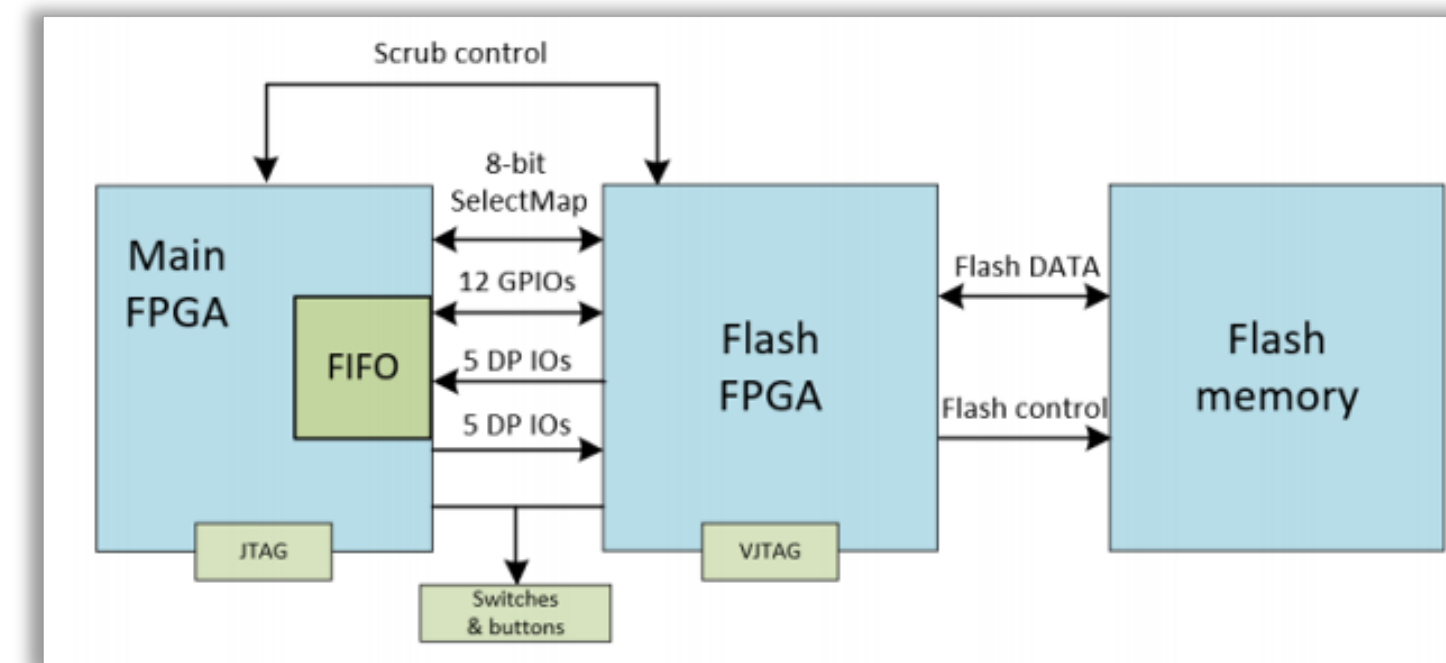 Scrub control
8-bit
SelectMap
Main
FPGA
12 GPIOs
FIFO
5 DP IOs
5 DP IOs
Flash
FPGA
Flash DATA
Flash control
Flash
memory
JTAG
VJTAG
Switches
& buttons